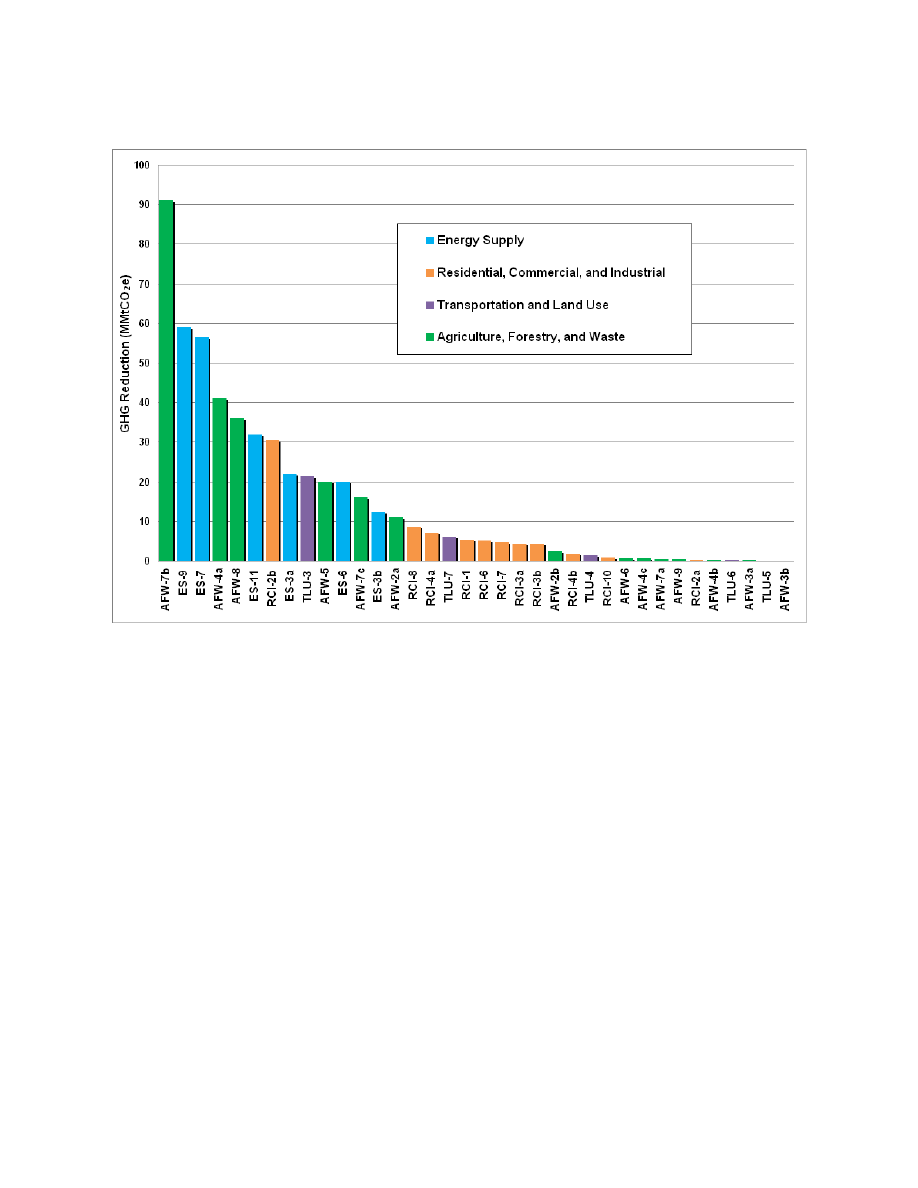 100
90
80
70
60
50
40
30
20
10
0
GHG Reduction (MMtCO₂e)
Energy Supply
Residential, Commercial, and Industrial
Transportation and Land Use
Agriculture, Forestry, and Waste
AFW-7b
ES-9
ES-7
AFW-4a
AFW-8
ES-11
RCI-2b
ES-3a
TLU-3
AFW-5
ES-6
AFW-7c
ES-3b
AFW-2a
RCI-8
RCI-4a
TLU-7
RCI-1
RCI-6
RCI-7
RCI-3a
RCI-3b
AFW-2b
RCI-4b
TLU-4
RCI-10
AFW-6
AFW-4c
AFW-7a
AFW-9
RCI-2a
AFW-4b
TLU-6
AFW-3a
TLU-5
AFW-3b